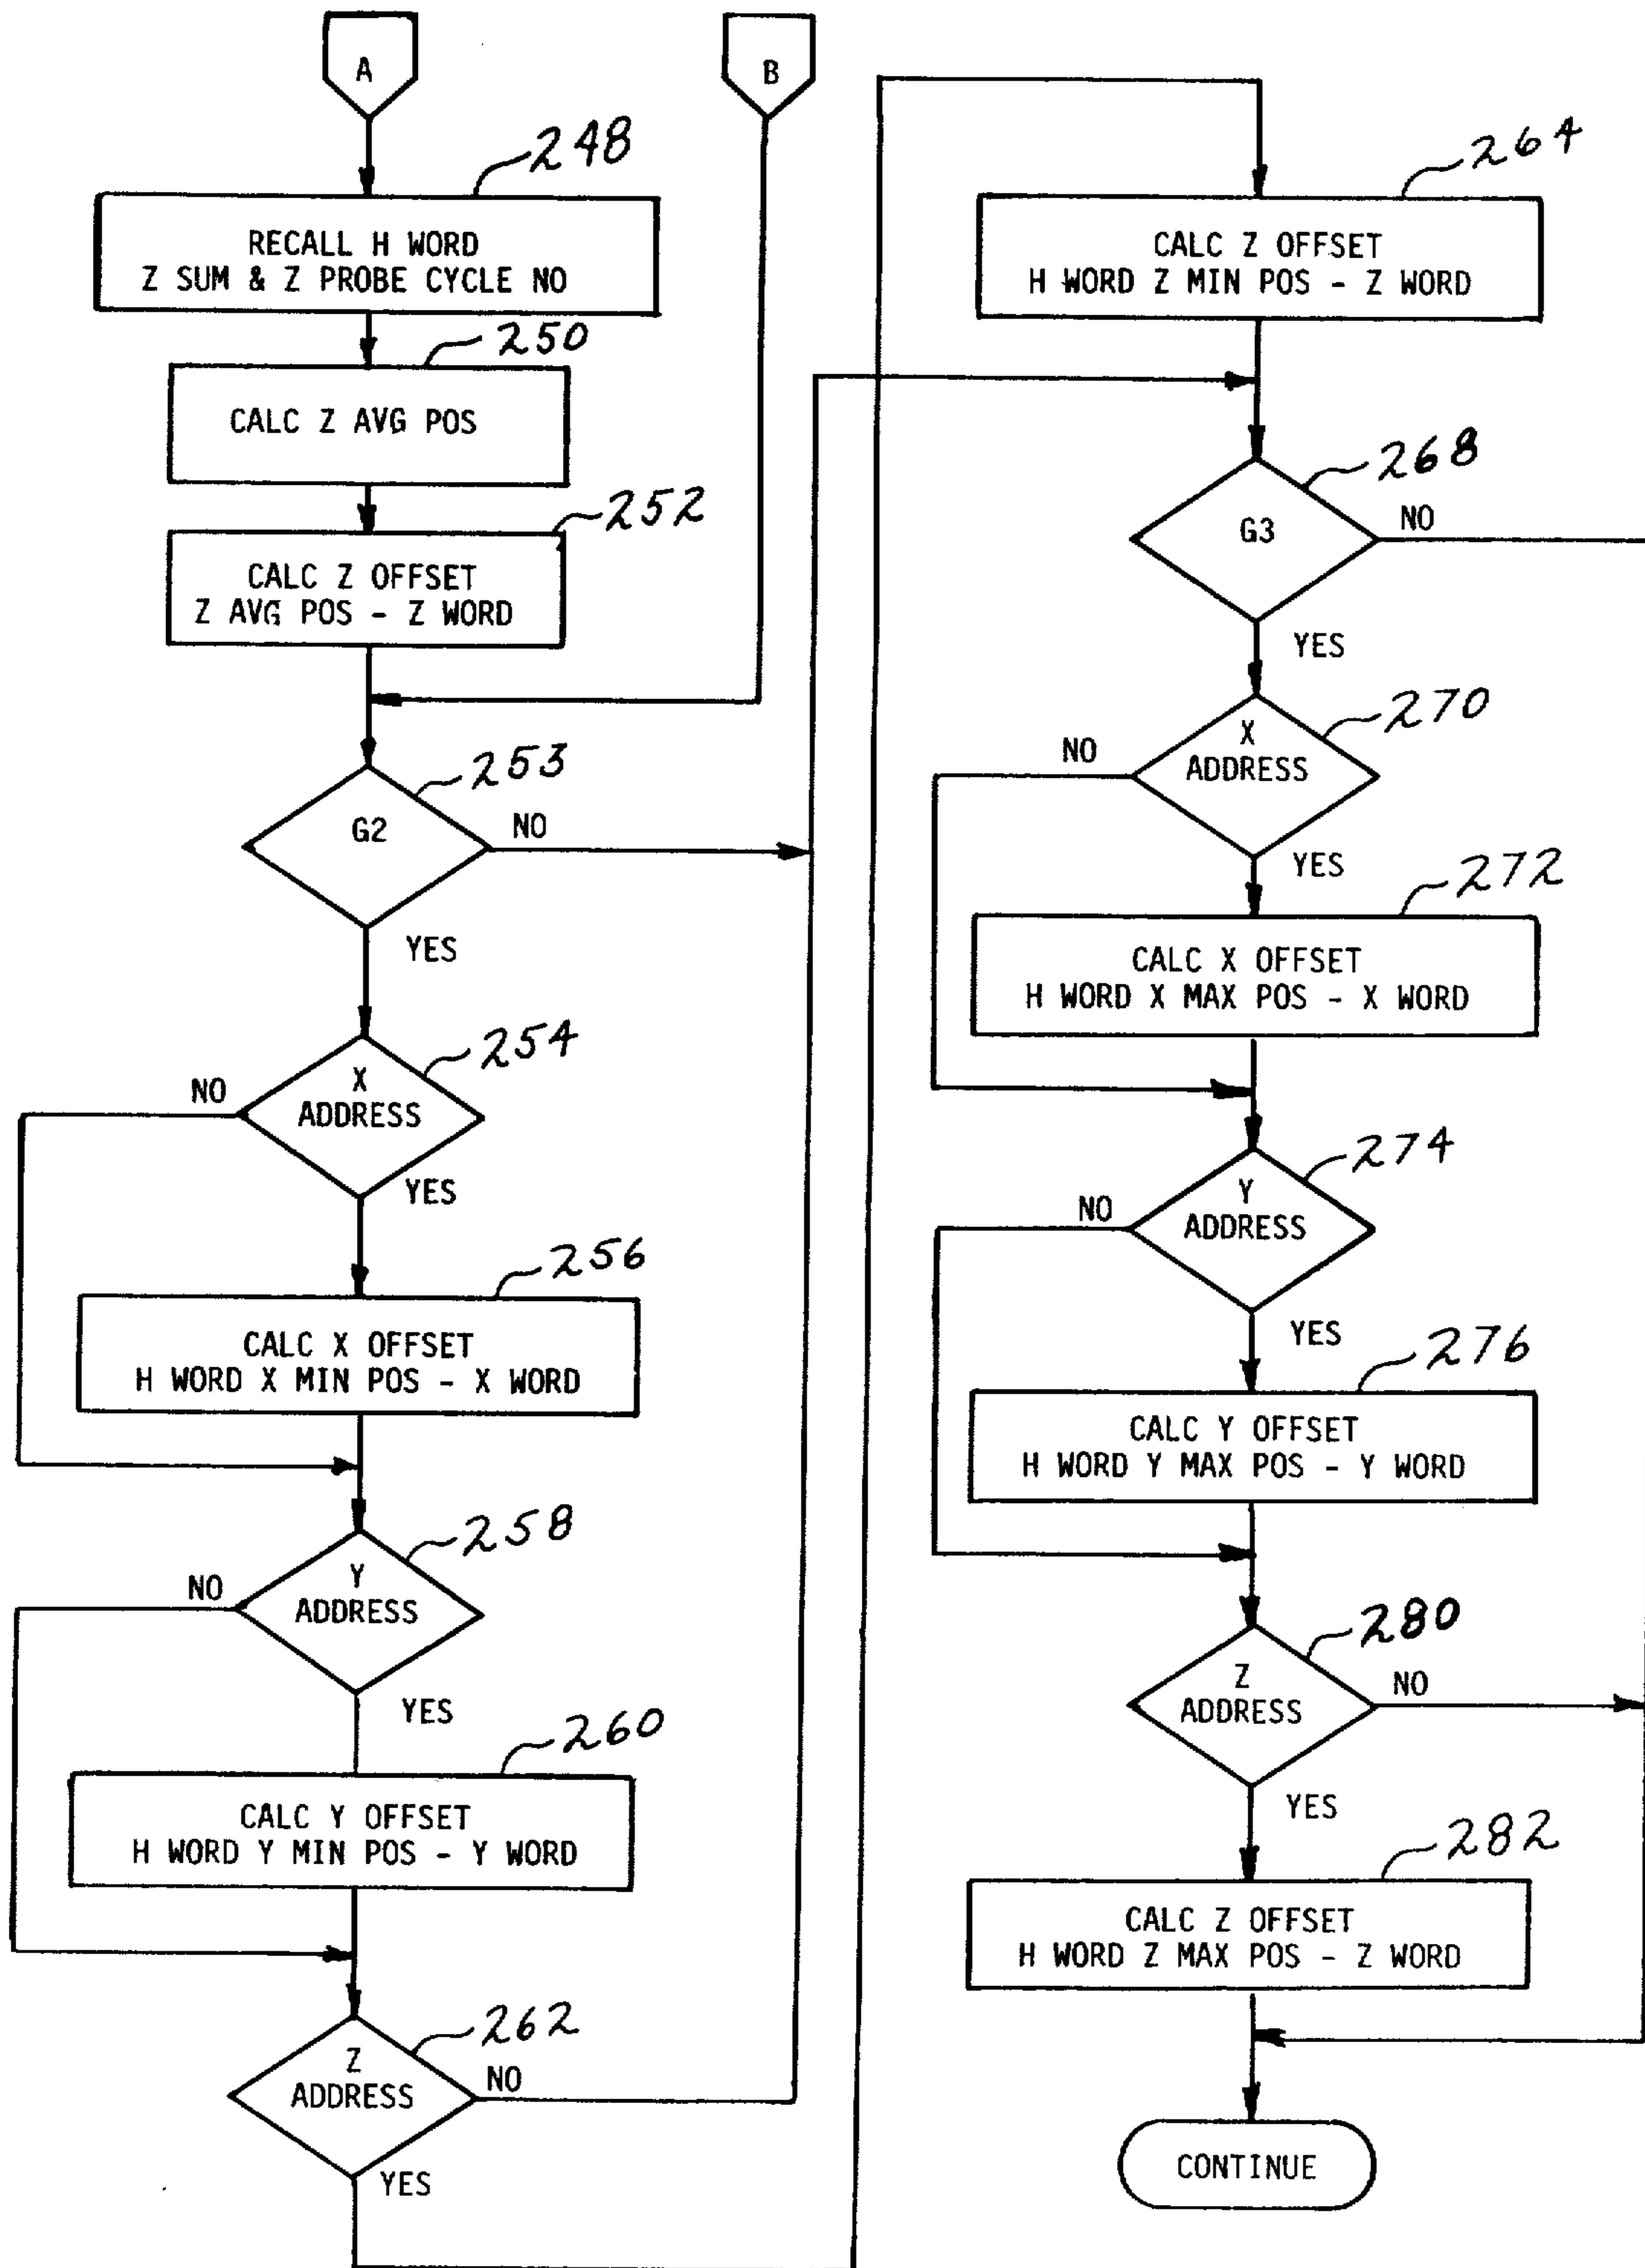 A
B
248
RECALL H WORD
Z SUM & Z PROBE CYCLE NO
250
CALC Z AVG POS
252
CALC Z OFFSET
Z AVG POS - Z WORD
253
G2
NO
YES
254
X
ADDRESS
NO
YES
256
CALC X OFFSET
H WORD X MIN POS - X WORD
258
Y
ADDRESS
NO
YES
260
CALC Y OFFSET
H WORD Y MIN POS - Y WORD
262
Z
ADDRESS
NO
YES
264
CALC Z OFFSET
H WORD Z MIN POS - Z WORD
268
G3
NO
YES
270
X
ADDRESS
NO
YES
272
CALC X OFFSET
H WORD X MAX POS - X WORD
274
Y
ADDRESS
NO
YES
276
CALC Y OFFSET
H WORD Y MAX POS - Y WORD
280
Z
ADDRESS
NO
YES
282
CALC Z OFFSET
H WORD Z MAX POS - Z WORD
CONTINUE